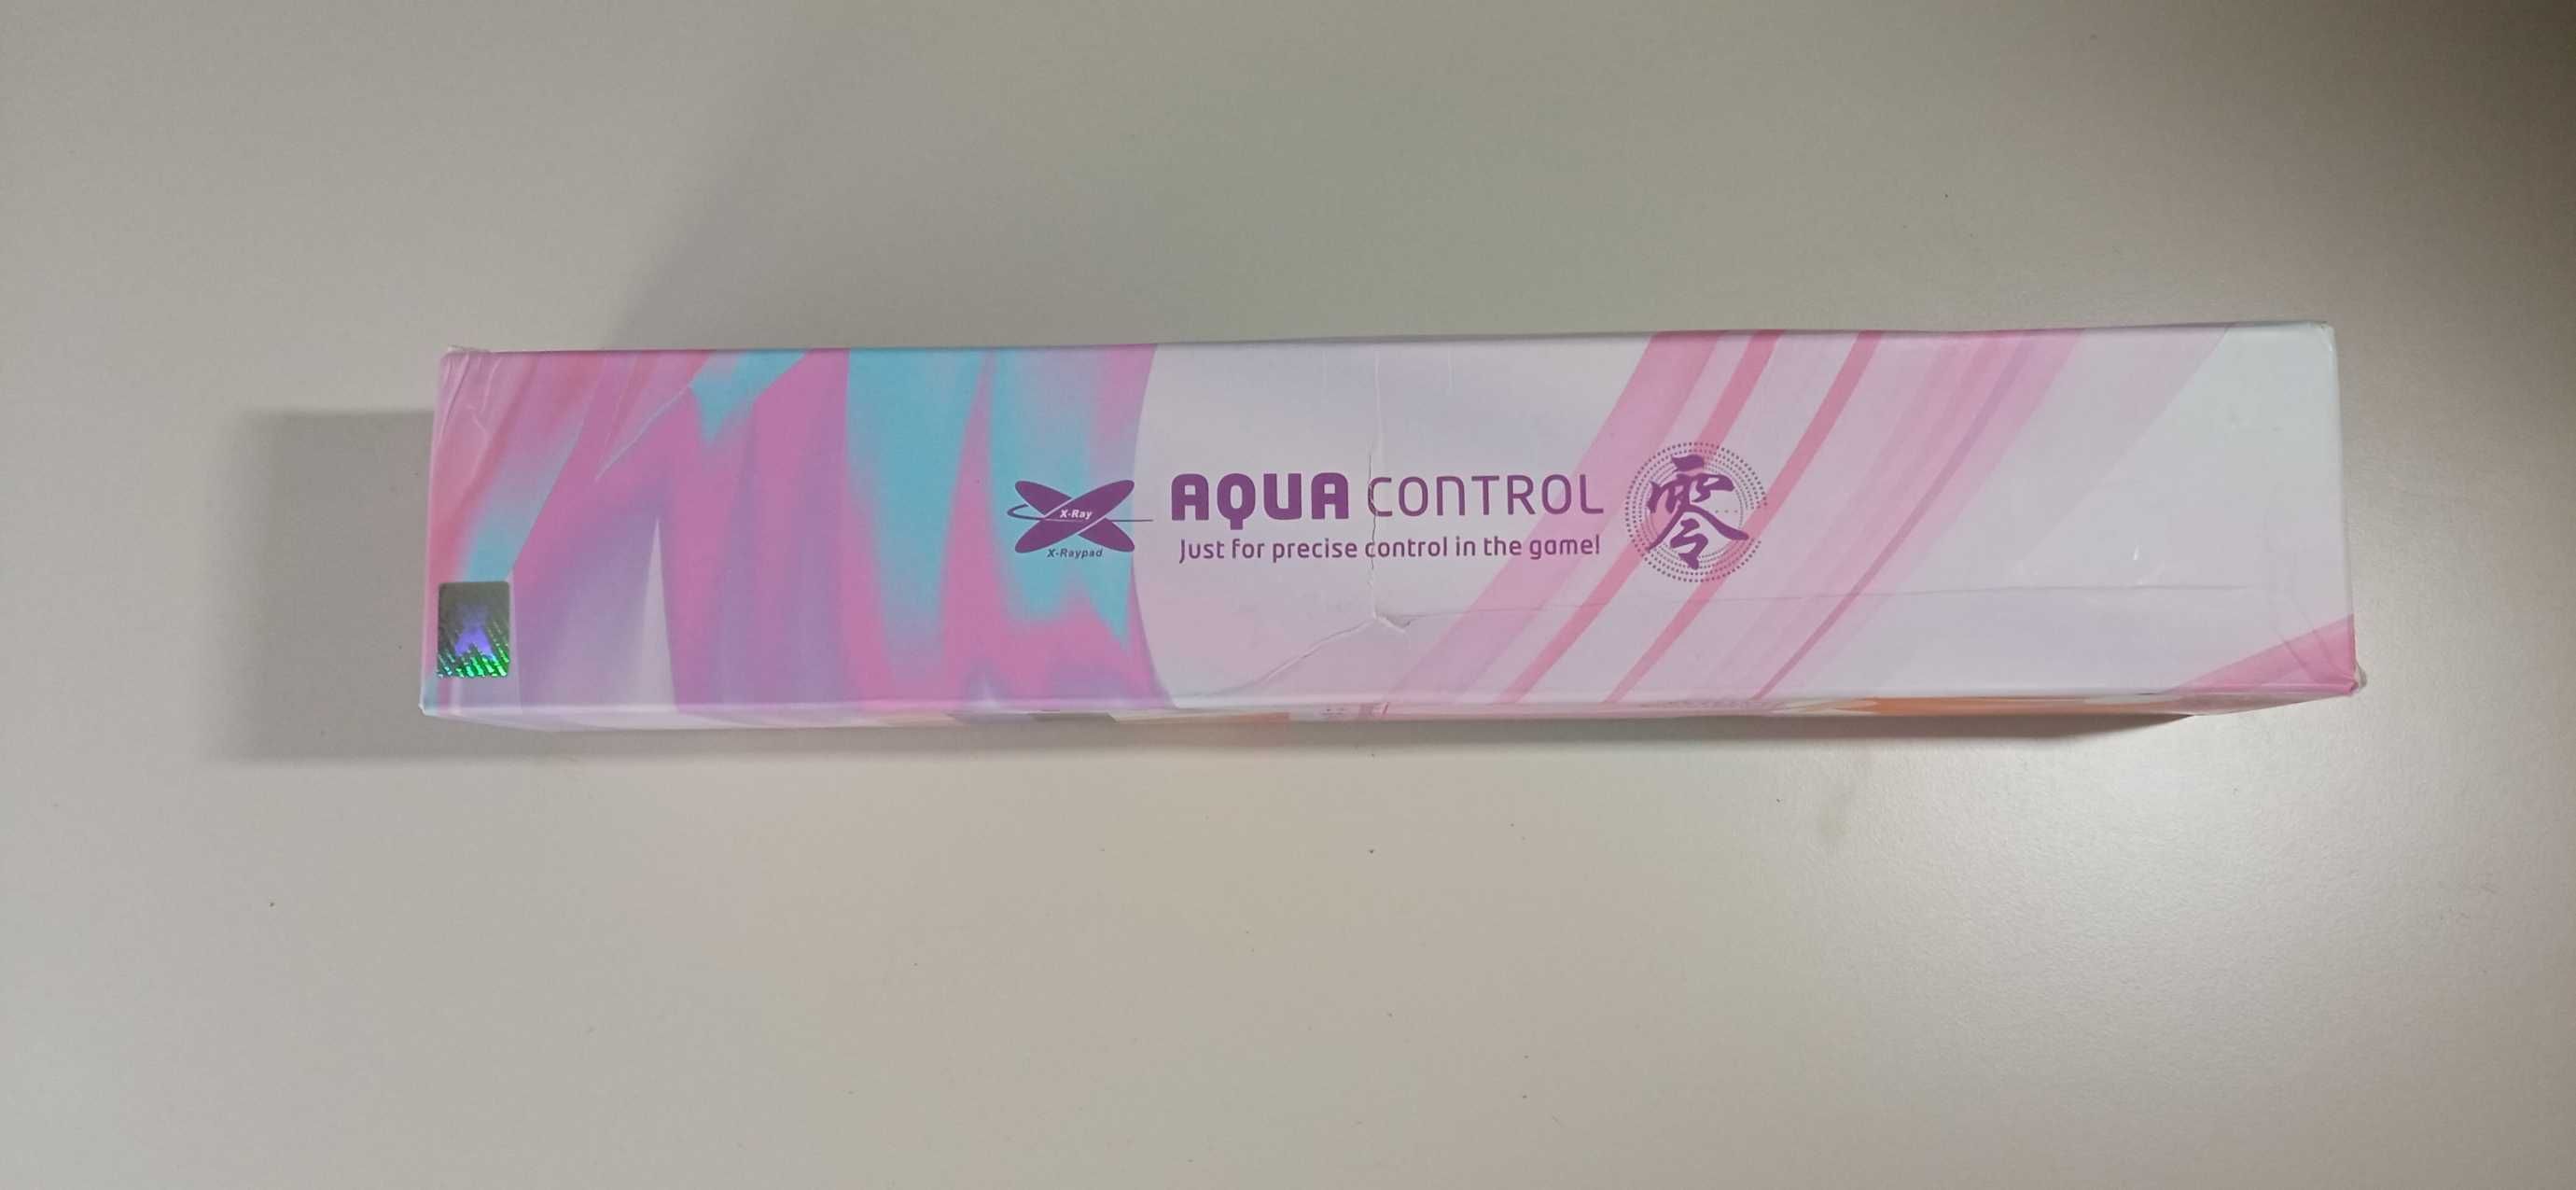 X-Ray
X-Raypad
AQUA CONTROL
Just for precise control in the game!
零